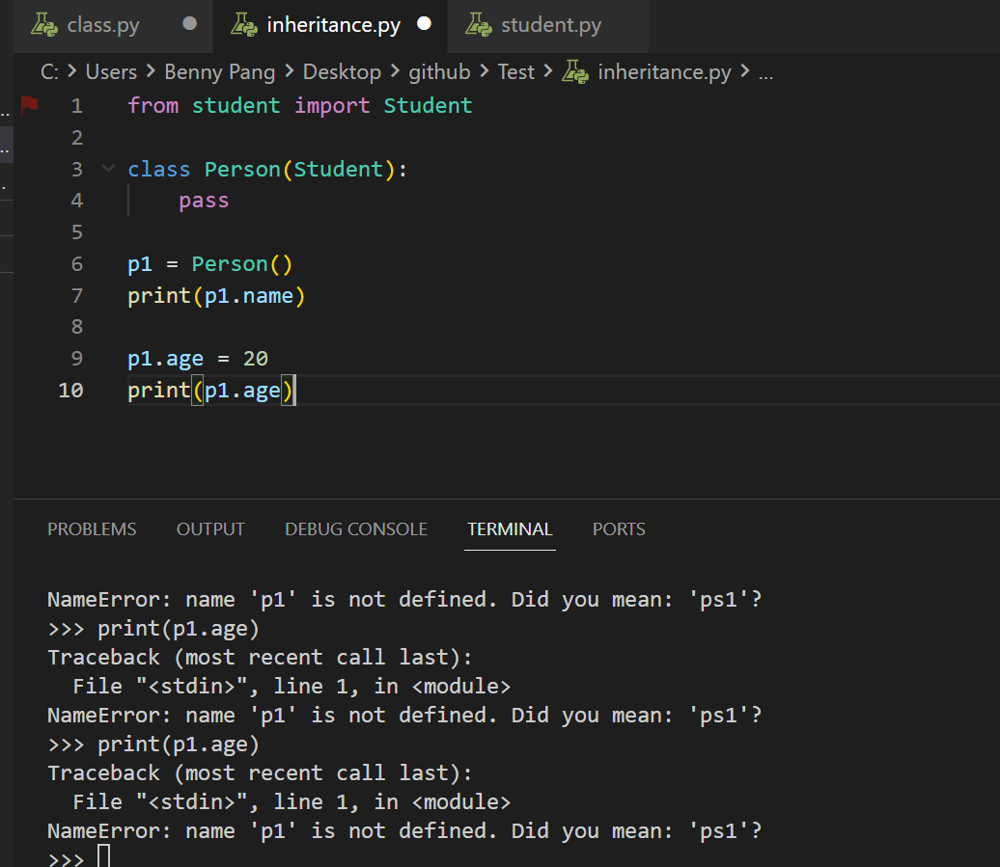 class.py
inheritance.py
student.py
C: > Users > Benny Pang > Desktop > github > Test > inheritance.py > ...
1 from student import Student
2
3 class Person(Student):
4     pass
5
6 p1 = Person()
7 print(p1.name)
8
9 p1.age = 20
10 print(p1.age)
PROBLEMS OUTPUT DEBUG CONSOLE TERMINAL PORTS
NameError: name 'p1' is not defined. Did you mean: 'ps1'?
>>> print(p1.age)
Traceback (most recent call last):
  File "<stdin>", line 1, in <module>
NameError: name 'p1' is not defined. Did you mean: 'ps1'?
>>> print(p1.age)
Traceback (most recent call last):
  File "<stdin>", line 1, in <module>
NameError: name 'p1' is not defined. Did you mean: 'ps1'?
>>>